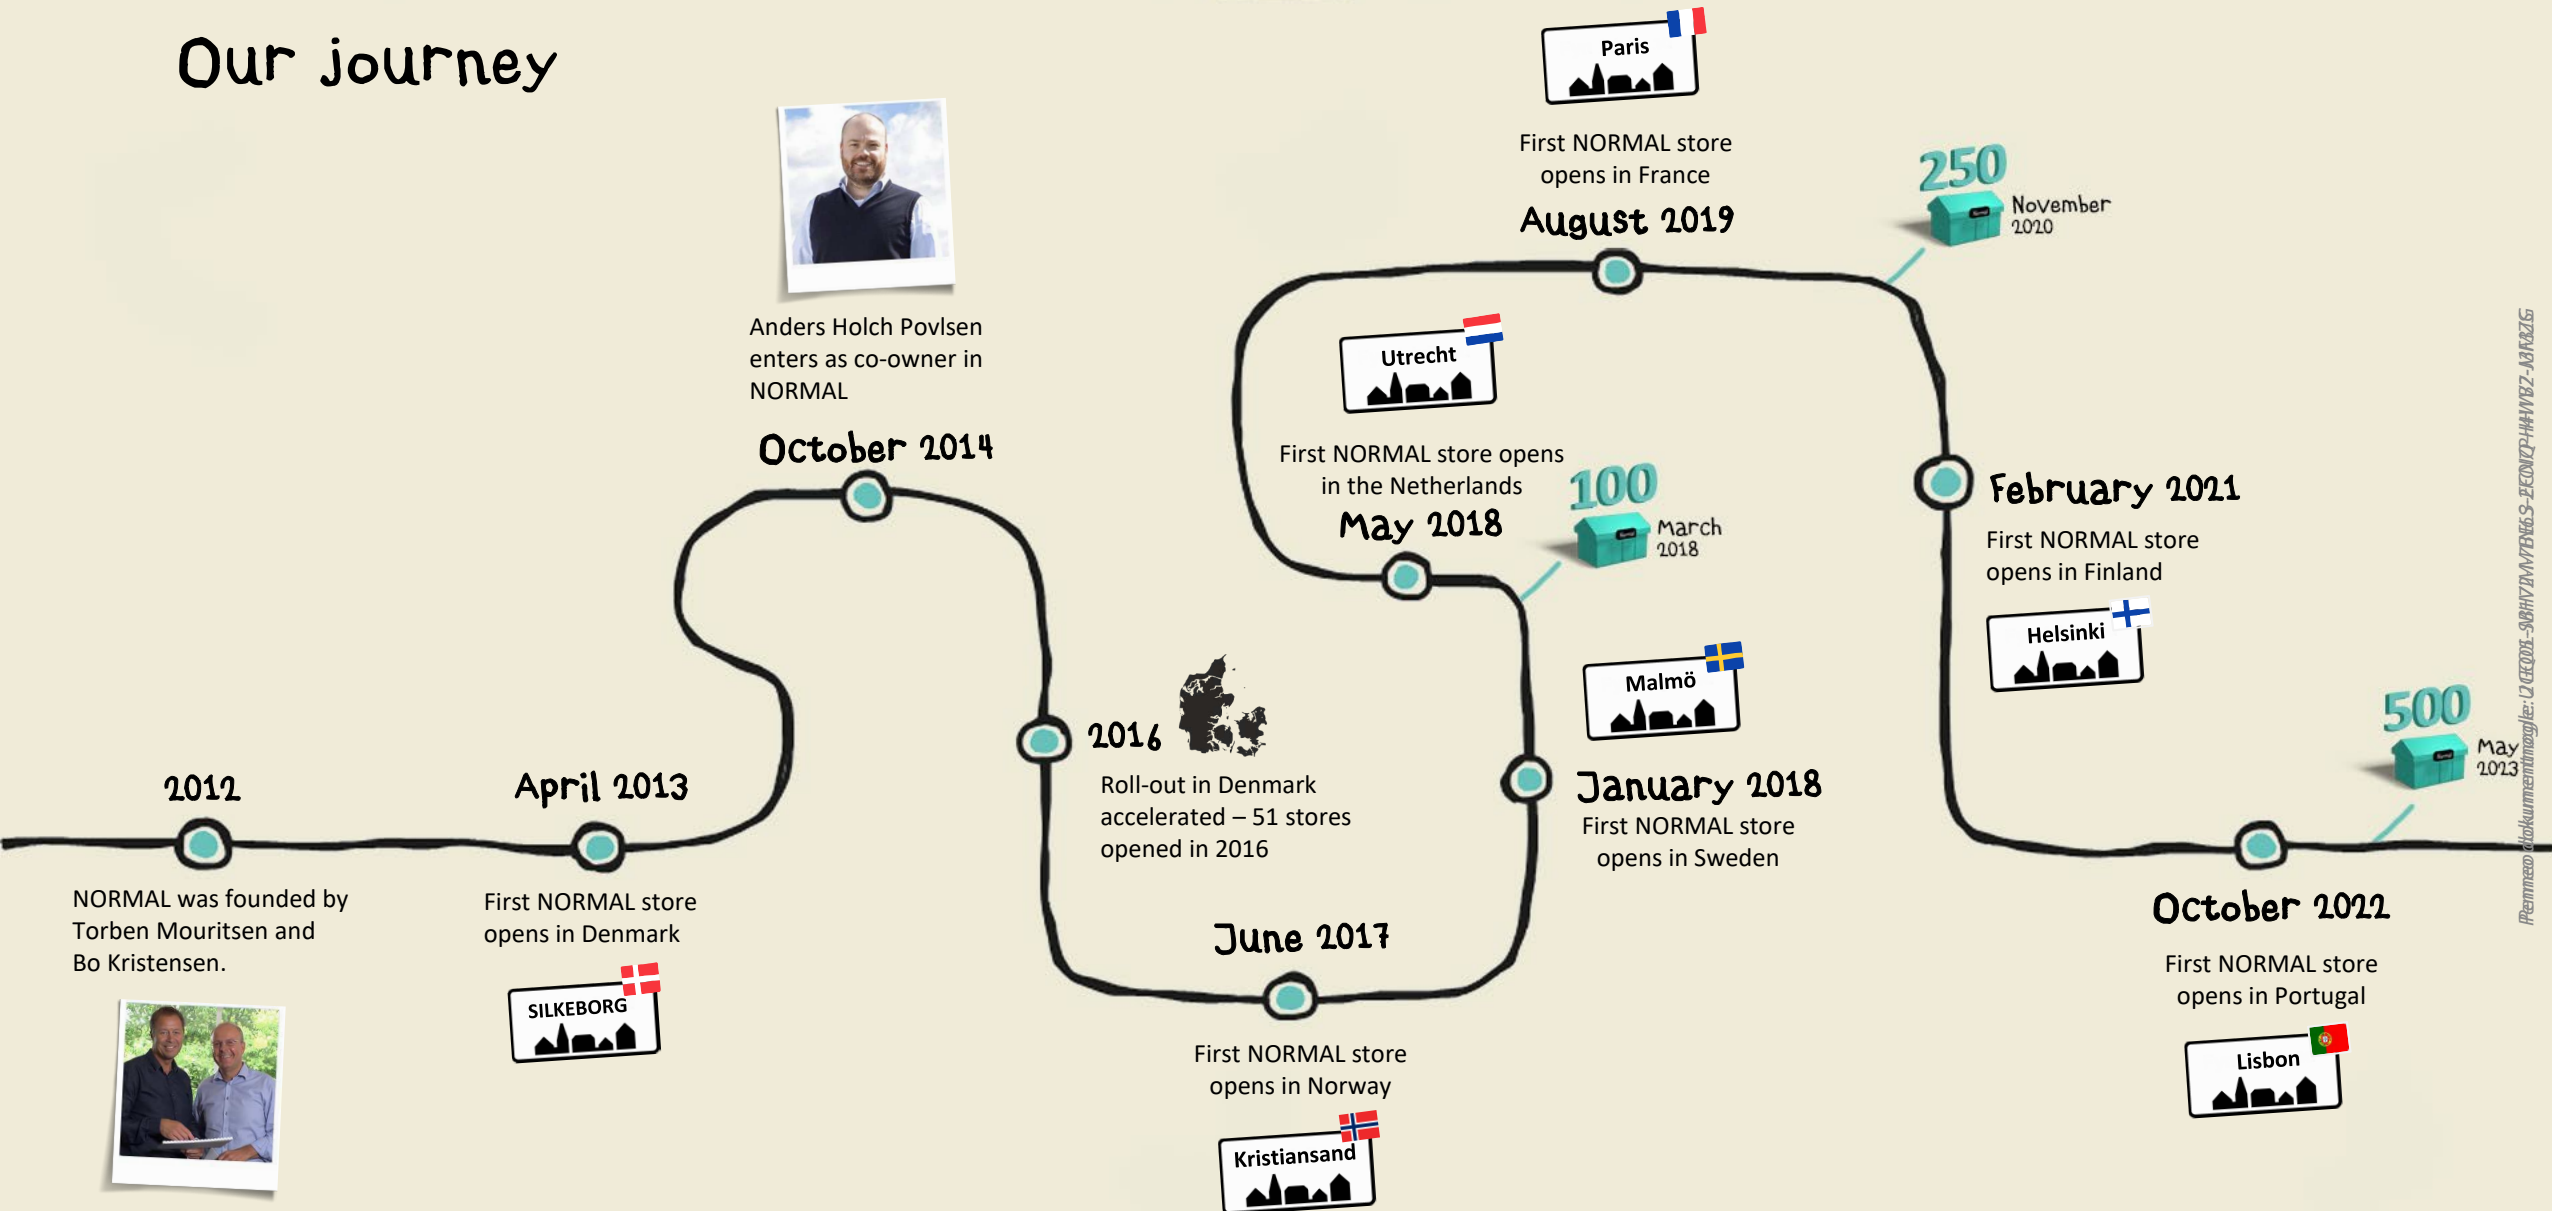 Our journey
2012
NORMAL was founded by
Torben Mouritsen and
Bo Kristensen.
April 2013
First NORMAL store
opens in Denmark
SILKEBORG
Anders Holch Povlsen
enters as co-owner in
NORMAL
October 2014
2016
Roll-out in Denmark
accelerated – 51 stores
opened in 2016
June 2017
First NORMAL store
opens in Norway
Kristiansand
Malmö
January 2018
First NORMAL store
opens in Sweden
100
March
2018
Utrecht
First NORMAL store opens
in the Netherlands
May 2018
Paris
First NORMAL store
opens in France
August 2019
250
November
2020
February 2021
First NORMAL store
opens in Finland
Helsinki
October 2022
First NORMAL store
opens in Portugal
Lisbon
500
May
2023